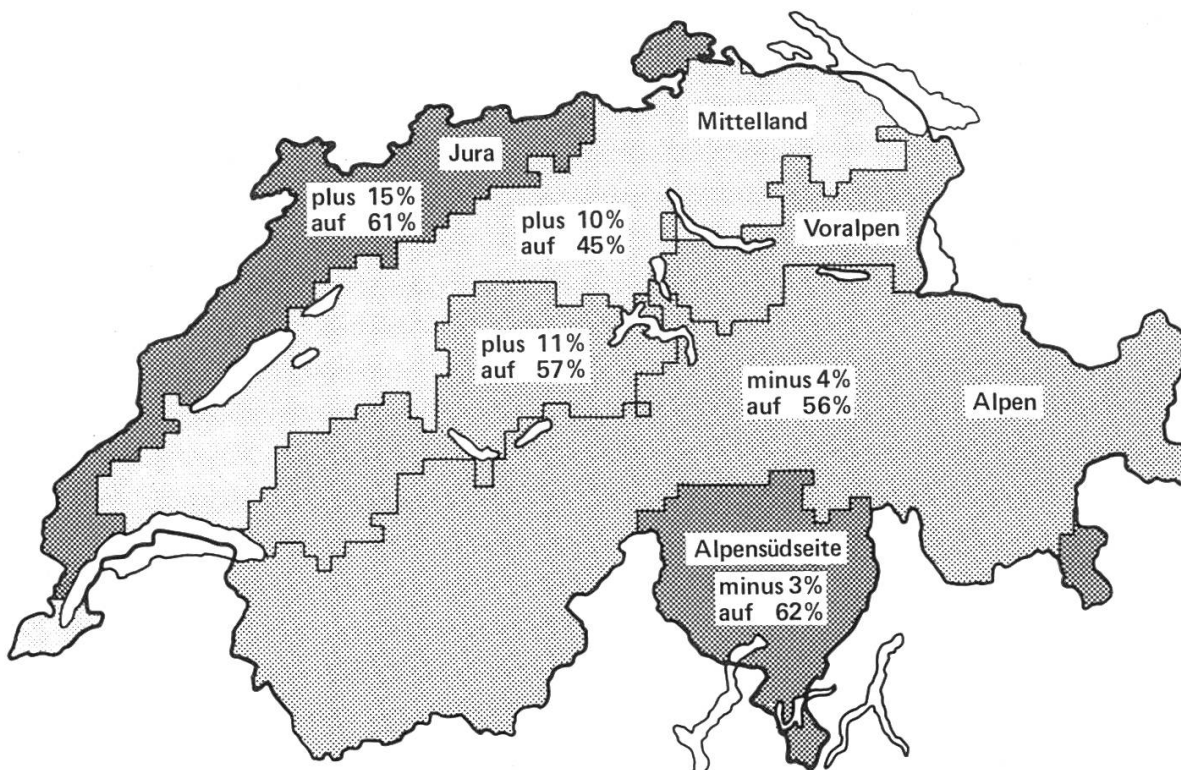 Mittelland
Jura
plus 15%
auf 61%
plus 10%
auf 45%
Voralpen
plus 11%
auf 57%
minus 4%
auf 56%
Alpen
Alpensüdseite
minus 3%
auf 62%